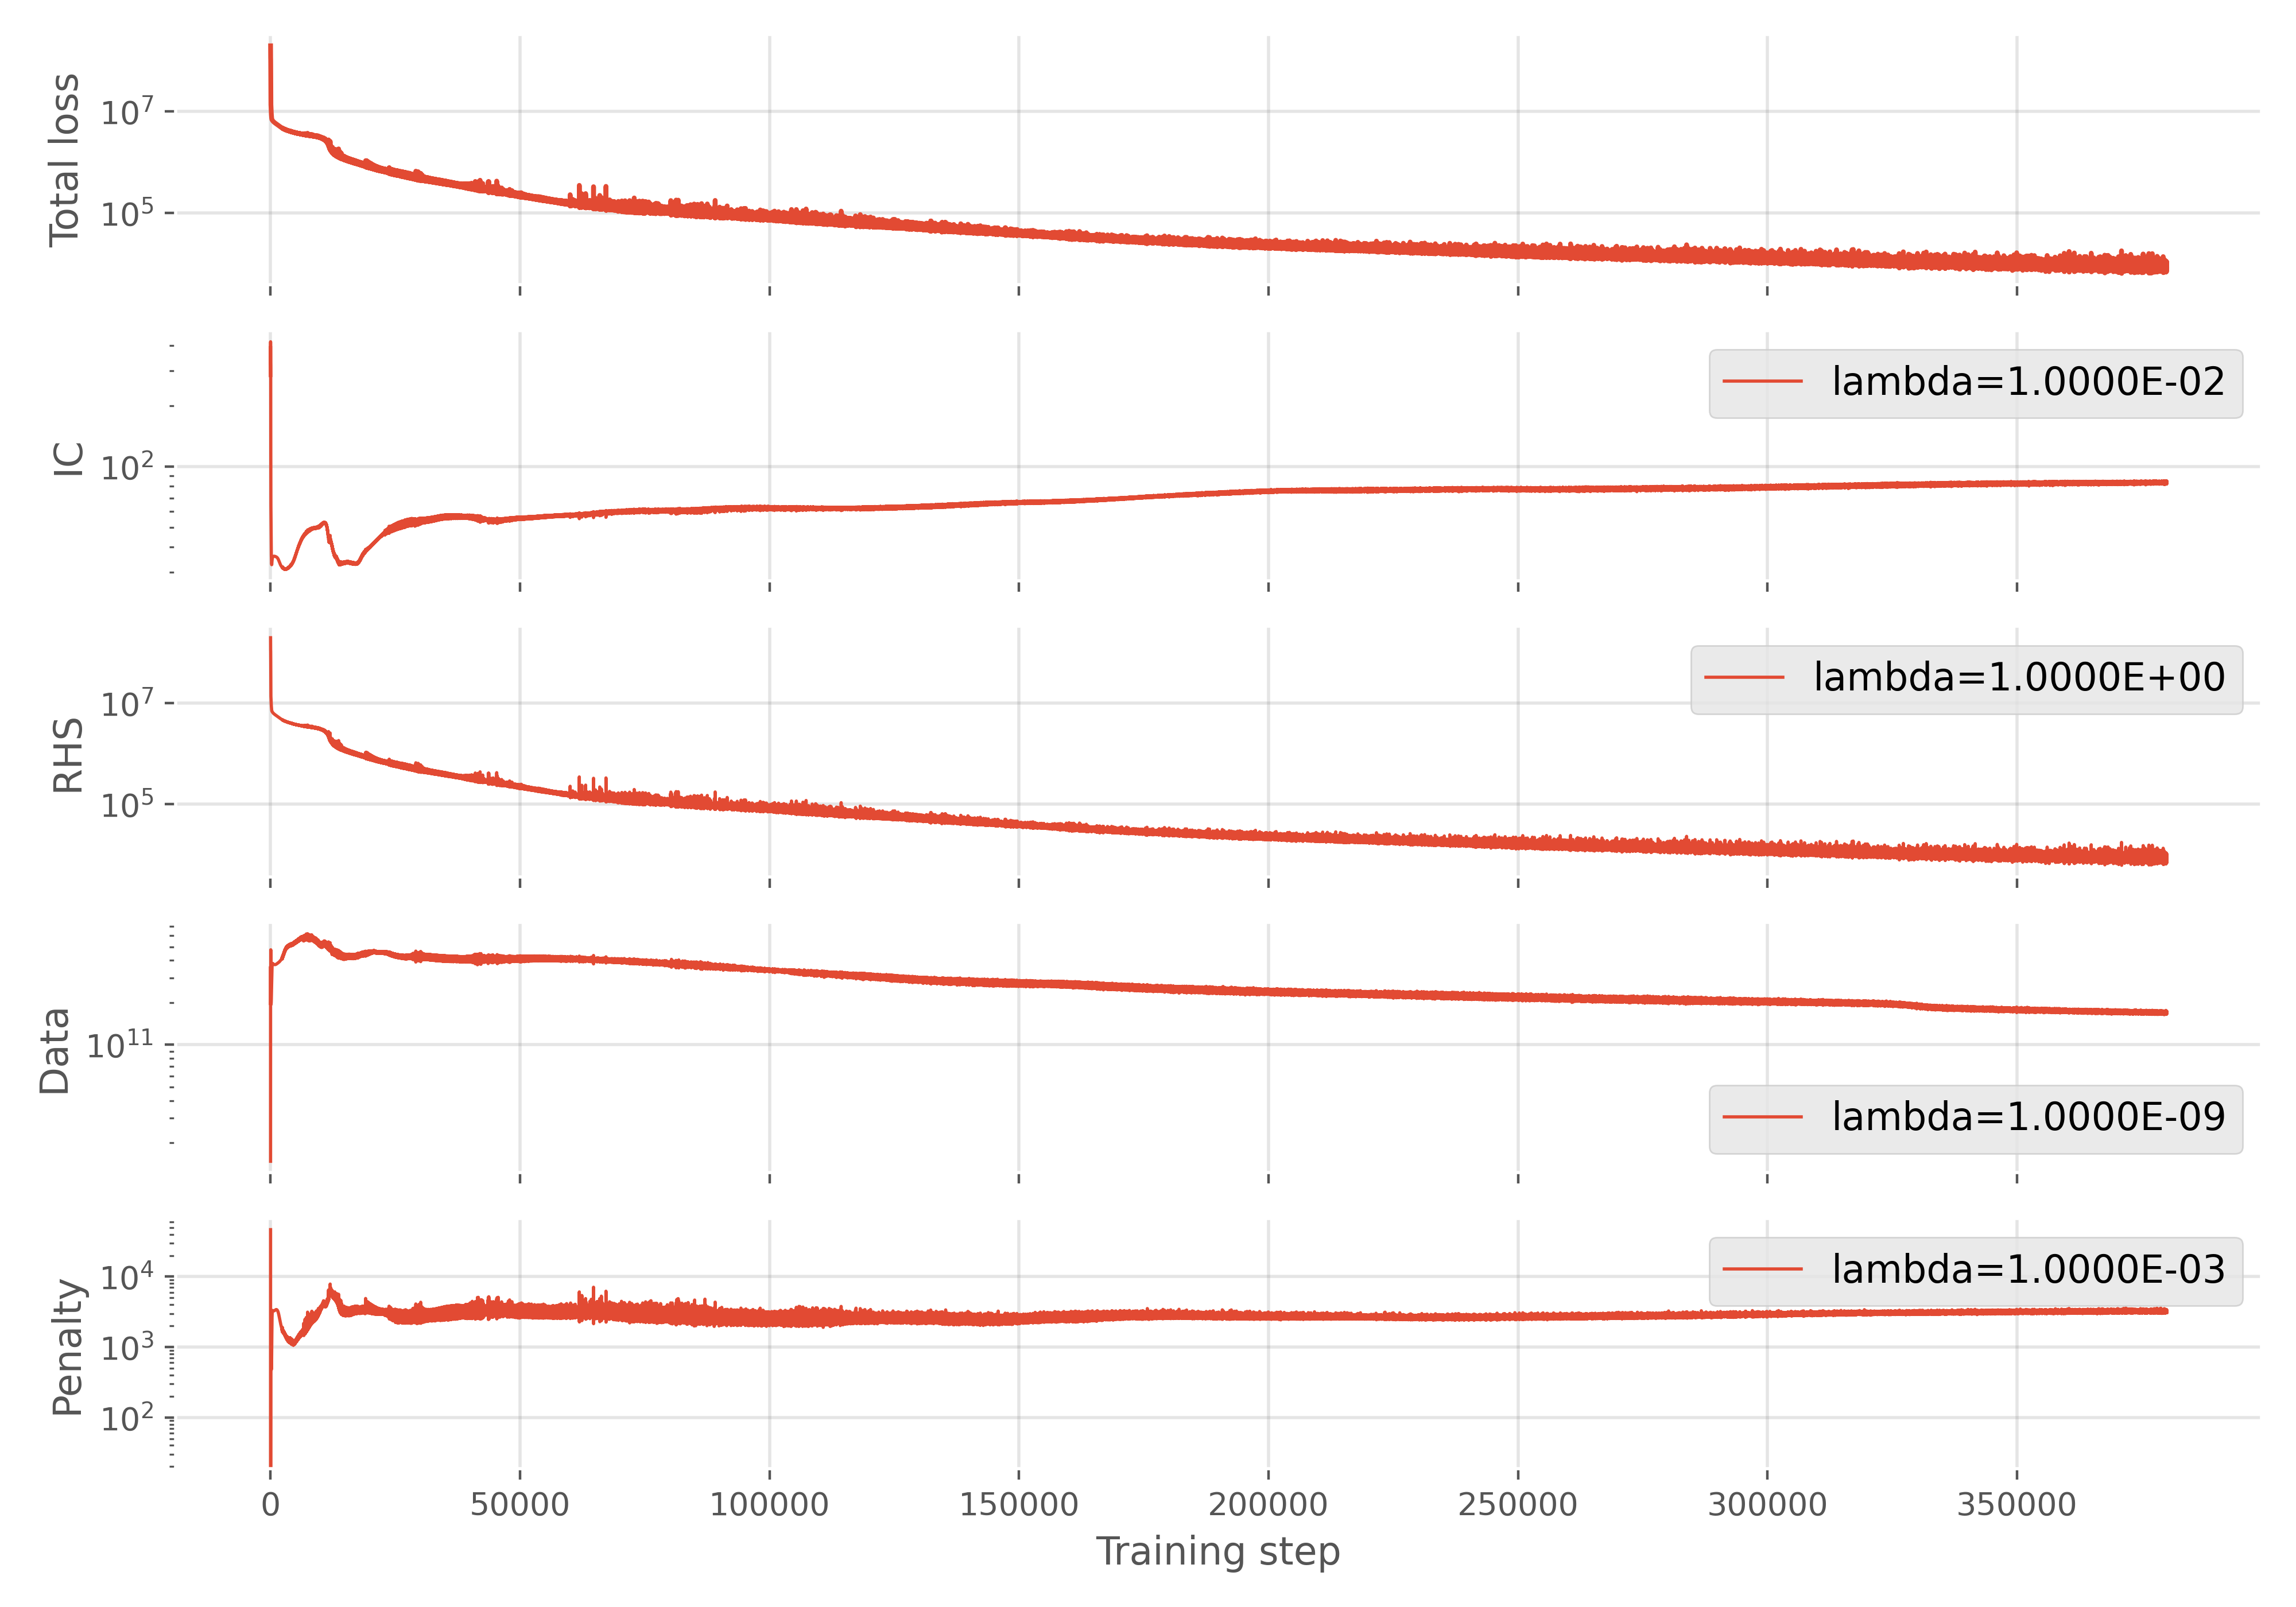 Total loss
10^7
10^5
IC
10^2
lambda=1.0000E-02
RHS
10^7
10^5
lambda=1.0000E+00
Data
10^11
lambda=1.0000E-09
Penalty
10^4
10^3
10^2
lambda=1.0000E-03
0 50000 100000 150000 200000 250000 300000 350000
Training step